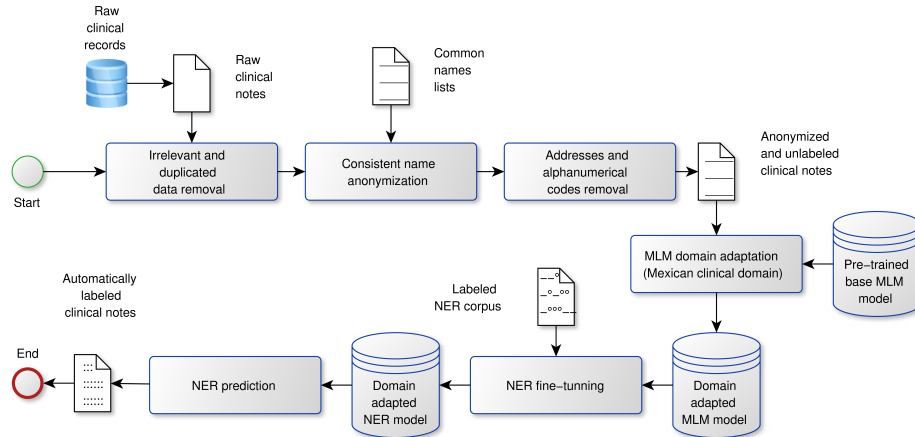 Raw
clinical
records
Raw
clinical
notes
Common
names
lists
Start
Irrelevant and
duplicated
data removal
Consistent name
anonymization
Addresses and
alphanumerical
codes removal
Anonymized
and unlabeled
clinical notes
MLM domain adaptation
(Mexican clinical domain)
Pre-trained
base MLM
model
Automatically
labeled
clinical notes
Labeled
NER corpus
End
NER prediction
Domain
adapted
NER model
NER fine-tunning
Domain
adapted
MLM model